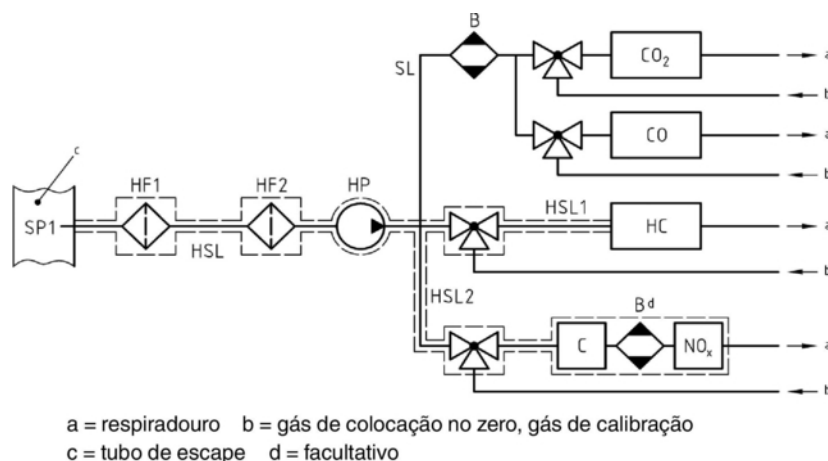 B
SL
CO₂
a
b
c
CO
a
b
HF1
HF2
HP
SP1
HSL
HSL1
HC
a
b
HSL2
Bᵈ
C
NOₓ
a
b
a = respiradouro b = gás de colocação no zero, gás de calibração
c = tubo de escape d = facultativo